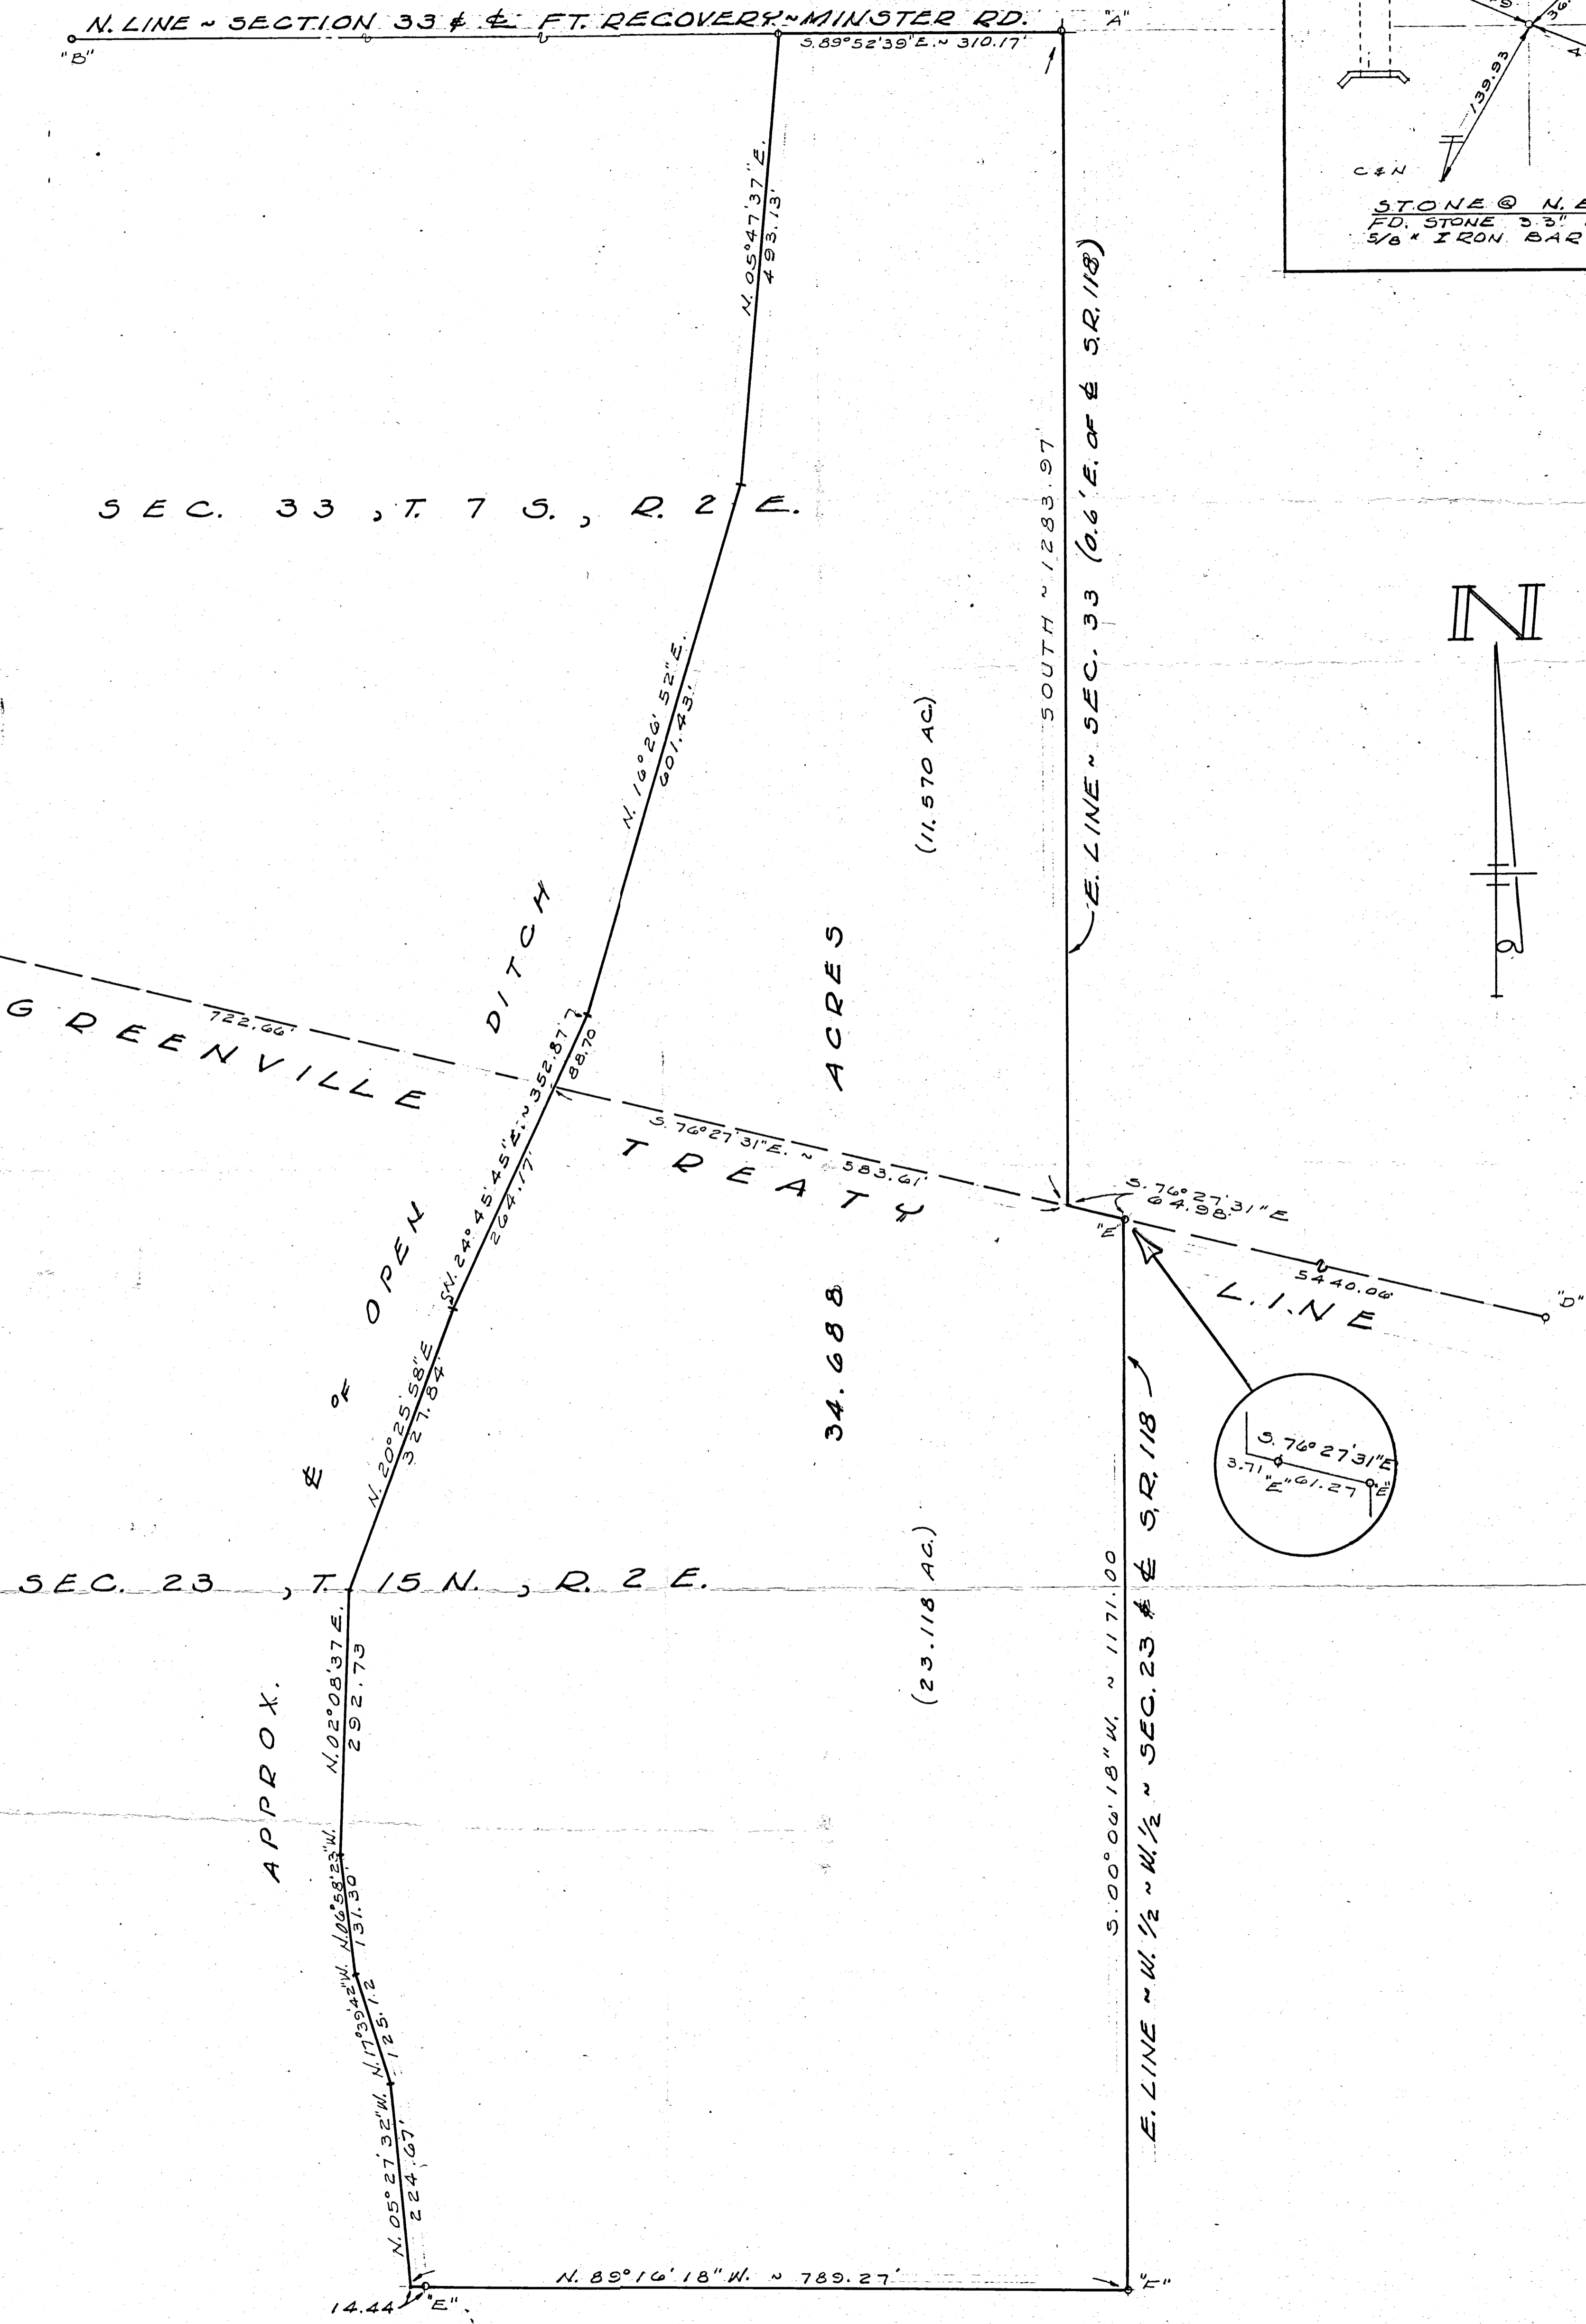 N. LINE ~ SECTION 33 & ℄ FT. RECOVERY ~ MINSTER RD.
"A"
"B"
S. 89°52'39" E. ~ 310.17'
139.93
C & N
STONE @ N. E
FD. STONE 3.3"
5/8" IRON BAR
N. 05°47'37" E.
493.13'
SEC. 33, T. 7 S., R. 2 E.
SOUTH ~ 1283.97'
E. LINE ~ SEC. 33 (0.6' E. OF ℄ S.R. 118)
N
N. 16°26'52" E.
601.43'
(11.570 AC.)
722.66'
GREENVILLE TREATY LINE
APPROX. ℄ OF OPEN DITCH
N. 24°45'45" E. ~ 352.87'
88.70
264.17'
S. 76°27'31" E. ~ 583.61'
34.688 ACRES
S. 76°27'31" E
64.98'
"E"
5440.06'
"D"
N. 20°25'58" E
327.84'
S. 76°27'31" E
3.71
"E"
61.27
"E"
SEC. 23, T. 15 N., R. 2 E.
(23.118 AC.)
N. 02°08'37 E.
292.73
S. 00°06'18" W. ~ 1171.00
E. LINE ~ W. 1/2 ~ W. 1/2 ~ SEC. 23 & ℄ S.R. 118
N. 06°58'23" W.
131.30'
N. 17°39'42" W.
125.12
N. 05°27'32" W.
224.67'
N. 89°16'18" W. ~ 789.27'
"E"
14.44
"E"